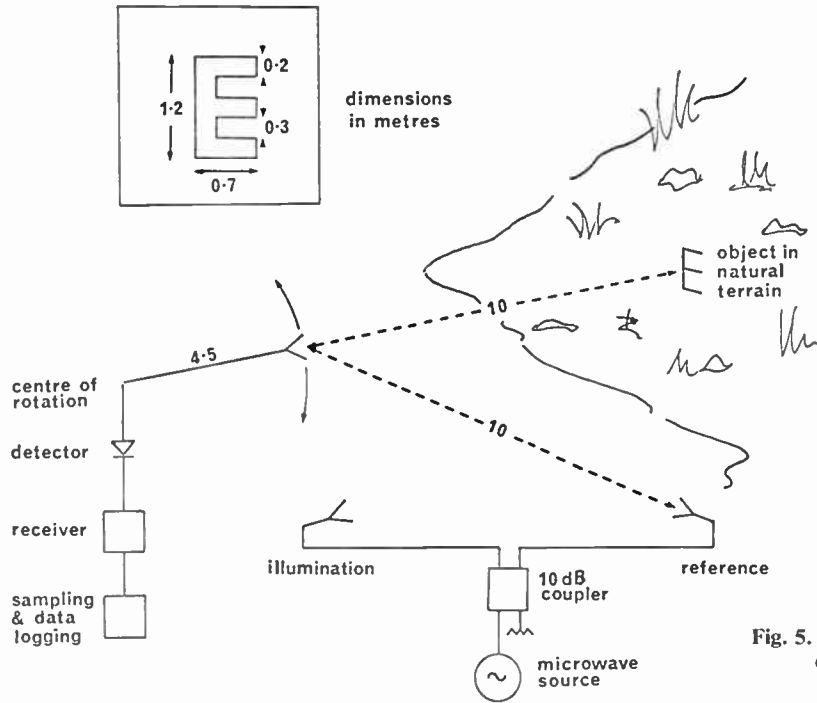 0·2
1·2
0·3
0·7
dimensions
in metres
object in
natural
terrain
10
4·5
centre of
rotation
10
detector
receiver
illumination
10 dB
coupler
reference
sampling
& data
logging
microwave
source
Fig. 5.